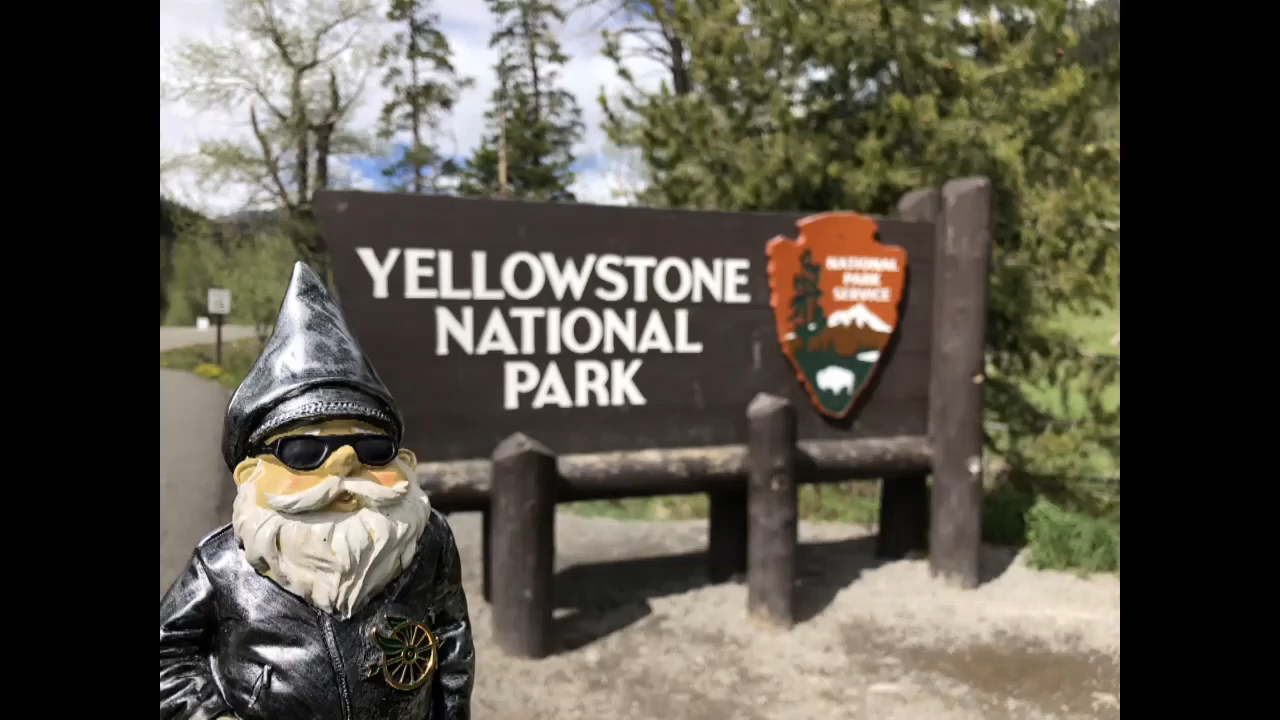 YELLOWSTONE
NATIONAL
PARK
NATIONAL
PARK
SERVICE